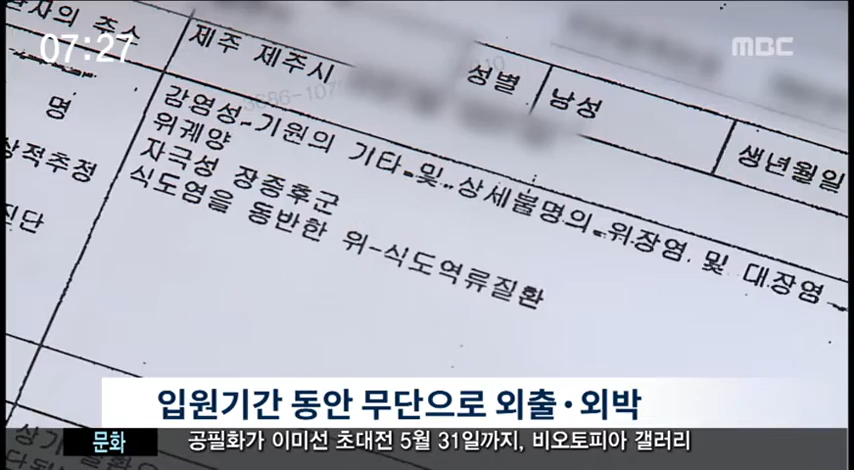 07:27
MBC
환자의 주소
제주 제주시
성별
남성
생년월일
명
감염성-기원의 기타 및 상세불명의 위장염 및 대장염
위궤양
상적추정
자극성 장증후군
진단
식도염을 동반한 위-식도역류질환
입원기간 동안 무단으로 외출·외박
문화
공필화가 이미선 초대전 5월 31일까지, 비오토피아 갤러리